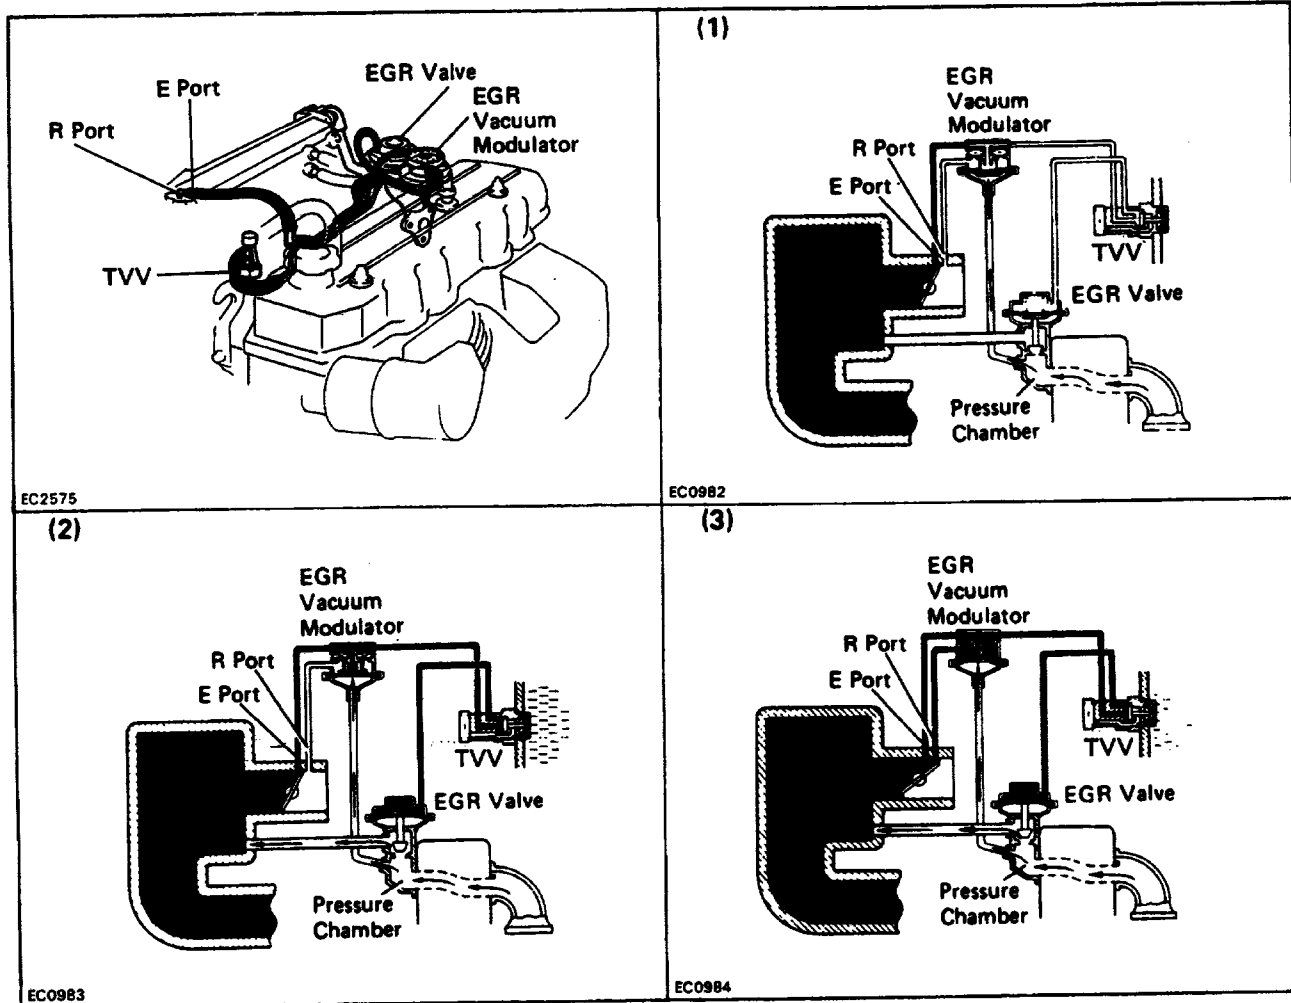 E Port
R Port
EGR Valve
EGR
Vacuum
Modulator
TVV
EC2575
(1)
EGR
Vacuum
Modulator
R Port
E Port
TVV
EGR Valve
Pressure
Chamber
EC0982
(2)
EGR
Vacuum
Modulator
R Port
E Port
TVV
EGR Valve
Pressure
Chamber
EC0983
(3)
EGR
Vacuum
Modulator
R Port
E Port
TVV
EGR Valve
Pressure
Chamber
EC0984